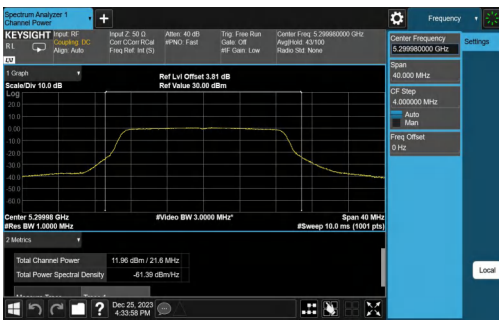 Spectrum Analyzer 1
Channel Power
+
Frequency
KEYSIGHT
Input: RF
Coupling: DC
Align: Auto
Input Z: 50 Ω
Corr CCorr RCal
Freq Ref: Int (S)
Atten: 40 dB
#PNO: Fast
Trig: Free Run
Gate: Off
#IF Gain: Low
Center Freq: 5.299980000 GHz
Avg|Hold: 43/100
Radio Std: None
RL
Center Frequency
5.299980000 GHz
Settings
Span
40.000 MHz
CF Step
4.000000 MHz
Auto
Man
Freq Offset
0 Hz
Local
1 Graph
Scale/Div 10.0 dB
Ref Lvl Offset 3.81 dB
Ref Value 30.00 dBm
Log
20.0
10.0
0.00
-10.0
-20.0
-30.0
-40.0
-50.0
-60.0
Center 5.29998 GHz
#Res BW 1.0000 MHz
#Video BW 3.0000 MHz*
Span 40 MHz
#Sweep 10.0 ms (1001 pts)
2 Metrics
Total Channel Power 11.96 dBm / 21.6 MHz
Total Power Spectral Density -61.39 dBm/Hz
?
Dec 25, 2023
4:33:58 PM